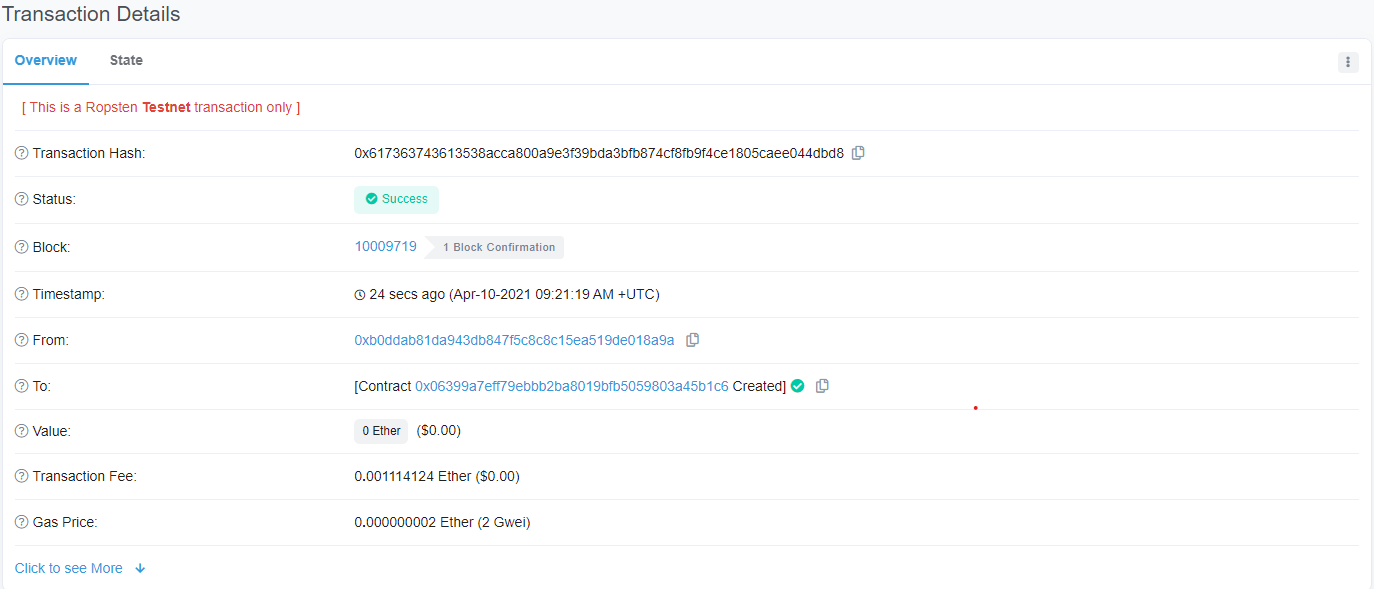 Transaction Details
Overview State
[ This is a Ropsten Testnet transaction only ]
Transaction Hash: 0x617363743613538acca800a9e3f39bda3bfb874cf8fb9f4ce1805caee044dbd8
Status: Success
Block: 10009719 1 Block Confirmation
Timestamp: 24 secs ago (Apr-10-2021 09:21:19 AM +UTC)
From: 0xb0ddab81da943db847f5c8c8c15ea519de018a9a
To: [Contract 0x06399a7eff79ebbb2ba8019bfb5059803a45b1c6 Created]
Value: 0 Ether ($0.00)
Transaction Fee: 0.001114124 Ether ($0.00)
Gas Price: 0.000000002 Ether (2 Gwei)
Click to see More